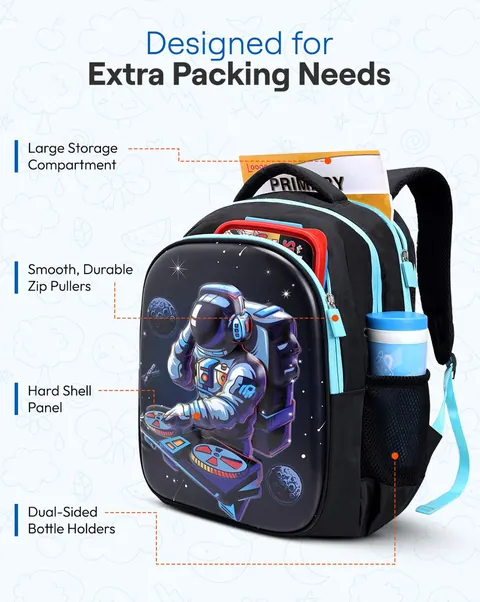 Designed for
Extra Packing Needs
Large Storage
Compartment
PRIMARY
Smooth, Durable
Zip Pullers
Hard Shell
Panel
Dual-Sided
Bottle Holders